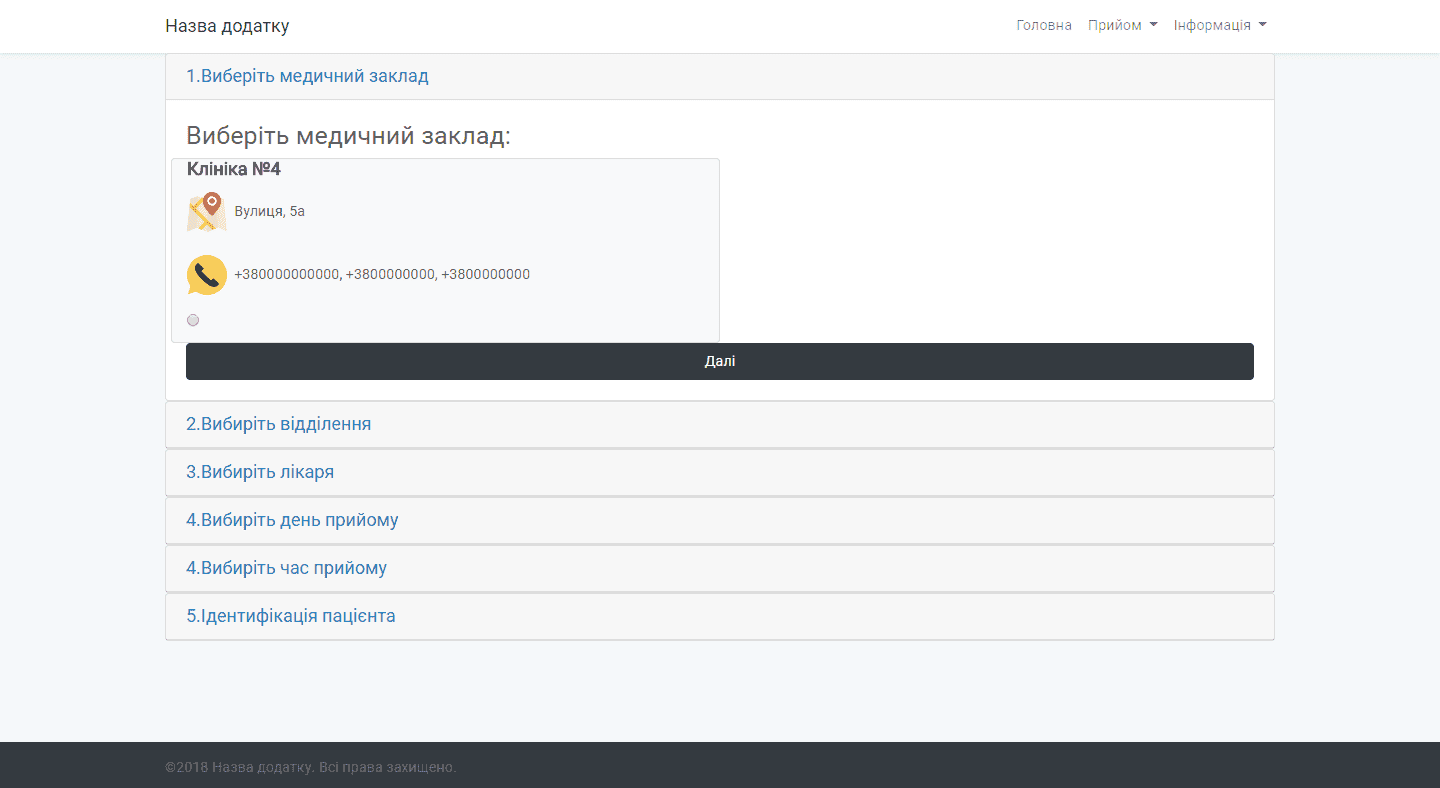 Назва додатку
Головна Прийом Інформація
1.Виберіть медичний заклад
Виберіть медичний заклад:
Клініка №4
Вулиця, 5а
+380000000000, +3800000000, +3800000000
Далі
2.Вибиріть відділення
3.Вибиріть лікаря
4.Вибиріть день прийому
4.Вибиріть час прийому
5.Ідентифікація пацієнта
©2018 Назва додатку. Всі права захищено.